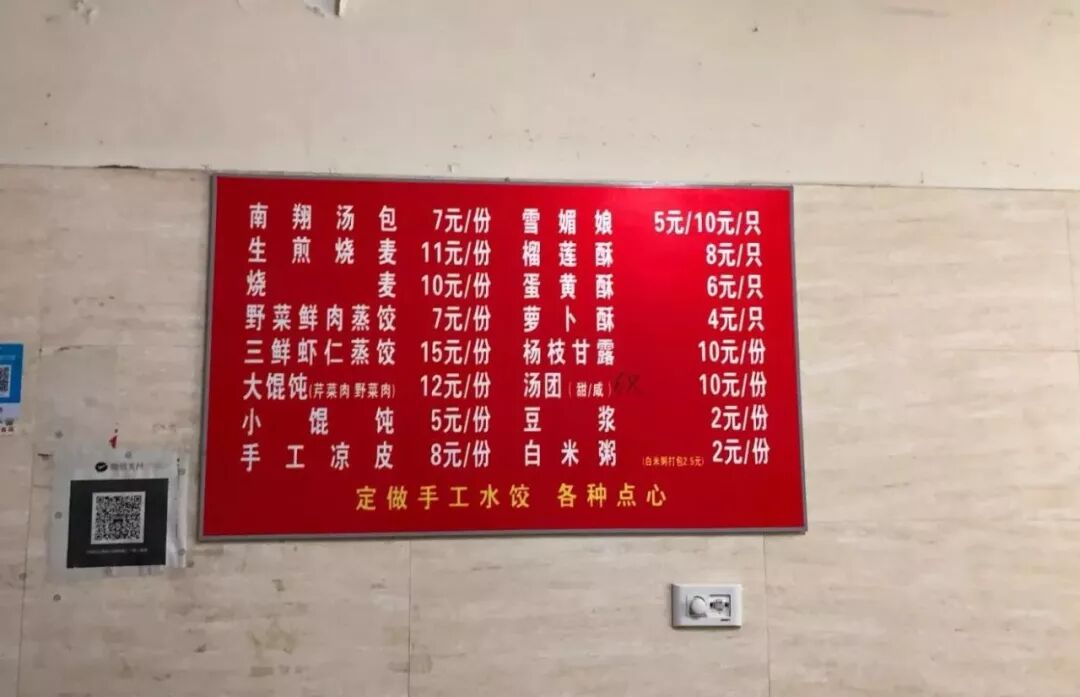 南翔汤包 7元/份
生煎烧麦 11元/份
烧麦 10元/份
野菜鲜肉蒸饺 7元/份
三鲜虾仁蒸饺 15元/份
大馄饨(芹菜肉 野菜肉) 12元/份
小馄饨 5元/份
手工凉皮 8元/份
雪媚娘 5元/10元/只
榴莲酥 8元/只
蛋黄酥 6元/只
萝卜酥 4元/只
杨枝甘露 10元/份
汤团(甜/咸) 10元/份
豆浆 2元/份
白米粥 (白米粥打包2.5元) 2元/份
定做手工水饺 各种点心